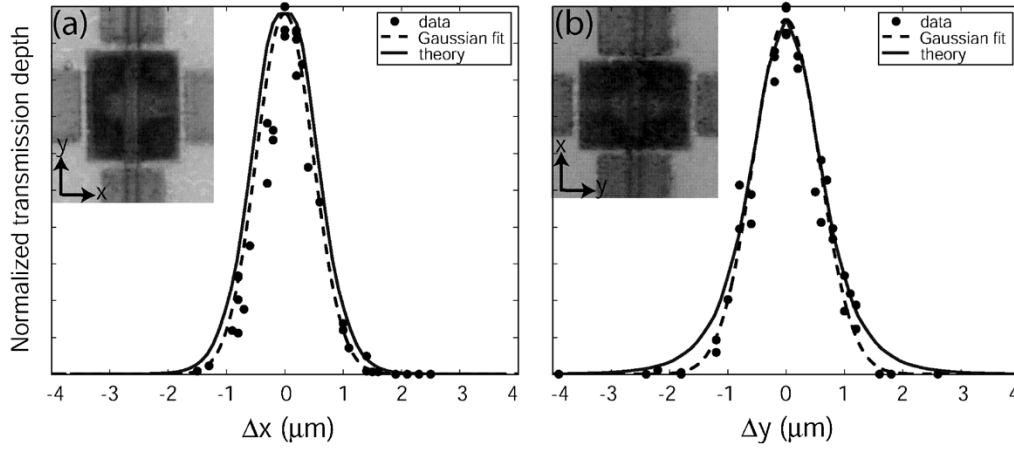 (a)
data
Gaussian fit
theory
y
x
Normalized transmission depth
-4 -3 -2 -1 0 1 2 3 4
Δx (μm)
(b)
data
Gaussian fit
theory
x
y
-4 -3 -2 -1 0 1 2 3 4
Δy (μm)